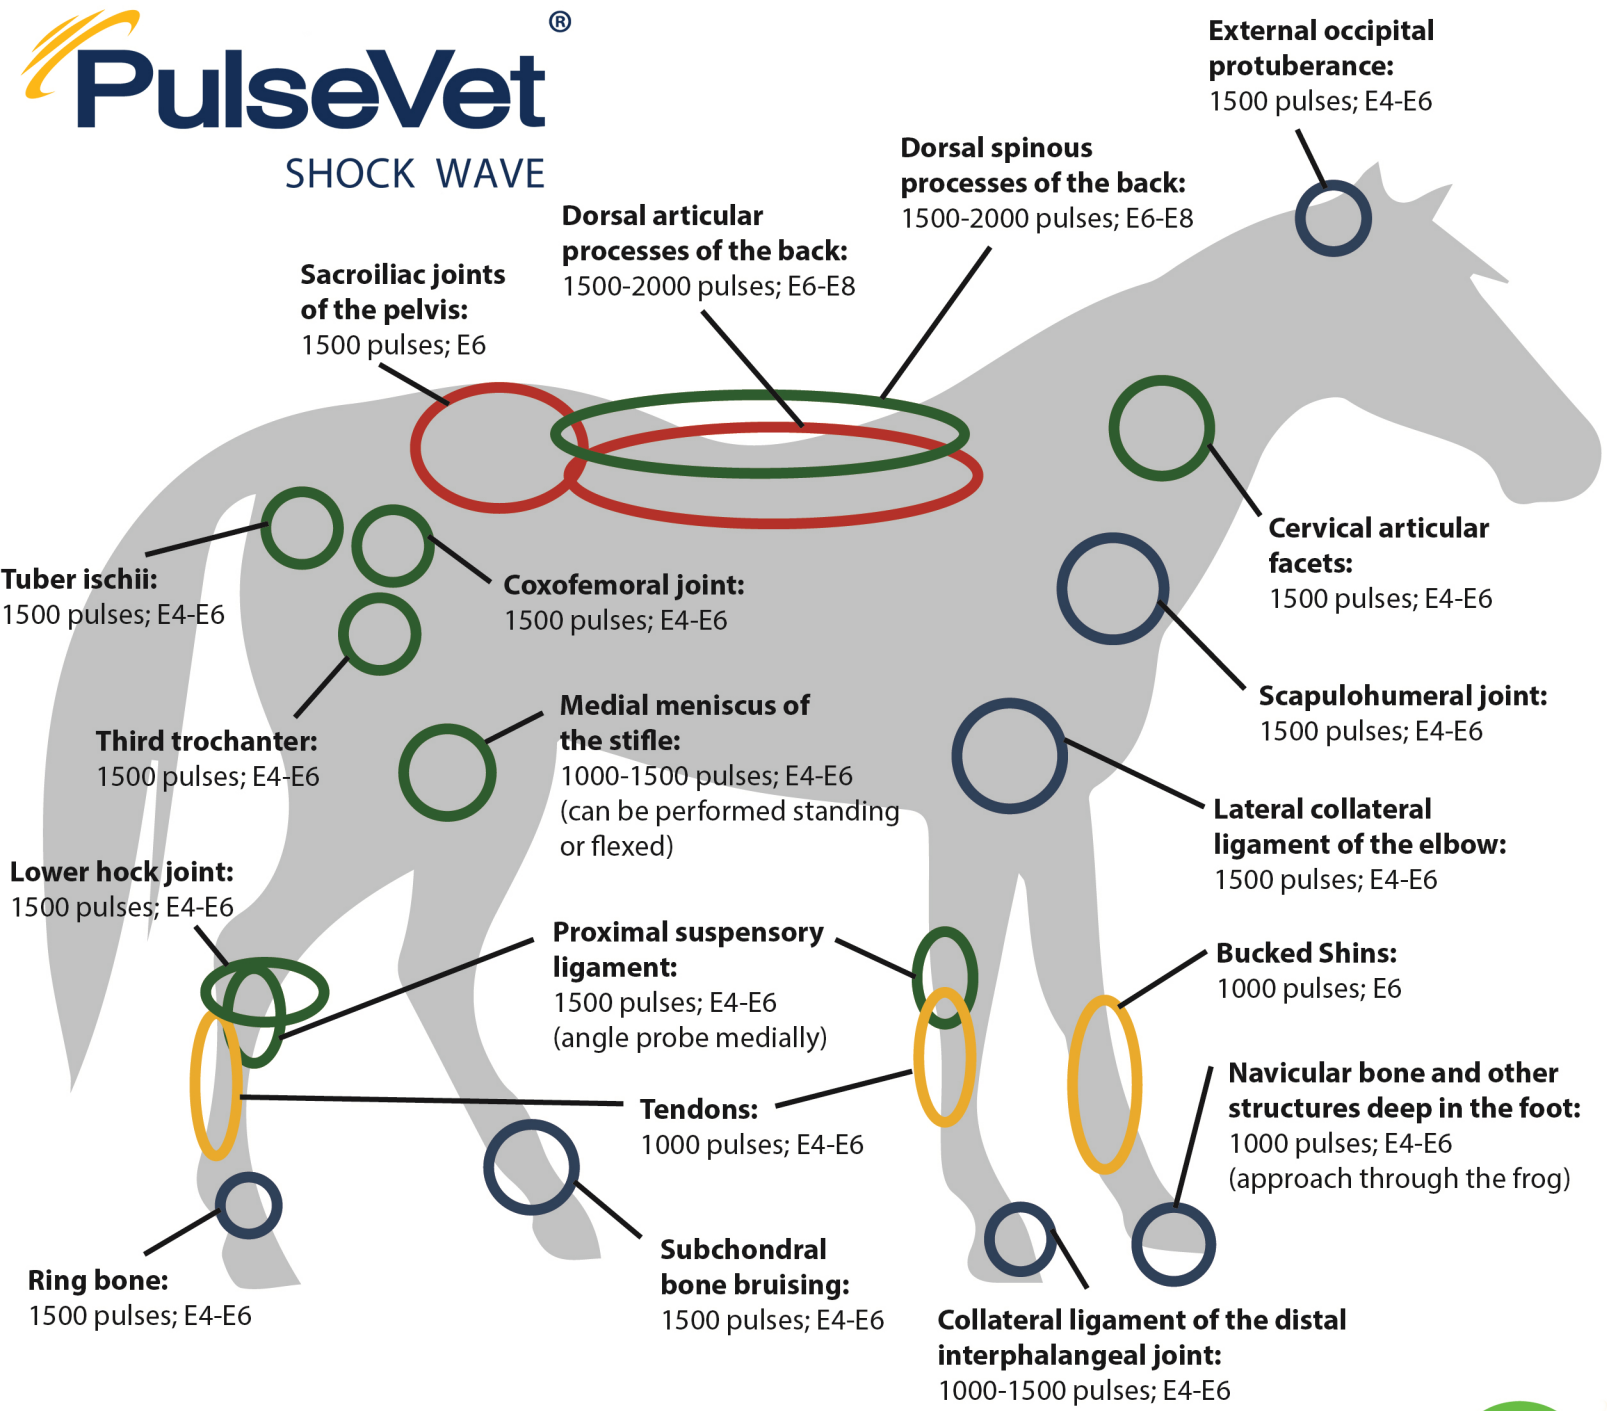 PulseVet®
SHOCK WAVE
External occipital
protuberance:
1500 pulses; E4-E6
Dorsal spinous
processes of the back:
1500-2000 pulses; E6-E8
Dorsal articular
processes of the back:
1500-2000 pulses; E6-E8
Sacroiliac joints
of the pelvis:
1500 pulses; E6
Cervical articular
facets:
1500 pulses; E4-E6
Tuber ischii:
1500 pulses; E4-E6
Coxofemoral joint:
1500 pulses; E4-E6
Scapulohumeral joint:
1500 pulses; E4-E6
Third trochanter:
1500 pulses; E4-E6
Medial meniscus of
the stifle:
1000-1500 pulses; E4-E6
(can be performed standing
or flexed)
Lateral collateral
ligament of the elbow:
1500 pulses; E4-E6
Lower hock joint:
1500 pulses; E4-E6
Proximal suspensory
ligament:
1500 pulses; E4-E6
(angle probe medially)
Bucked Shins:
1000 pulses; E6
Tendons:
1000 pulses; E4-E6
Navicular bone and other
structures deep in the foot:
1000 pulses; E4-E6
(approach through the frog)
Ring bone:
1500 pulses; E4-E6
Subchondral
bone bruising:
1500 pulses; E4-E6
Collateral ligament of the distal
interphalangeal joint:
1000-1500 pulses; E4-E6